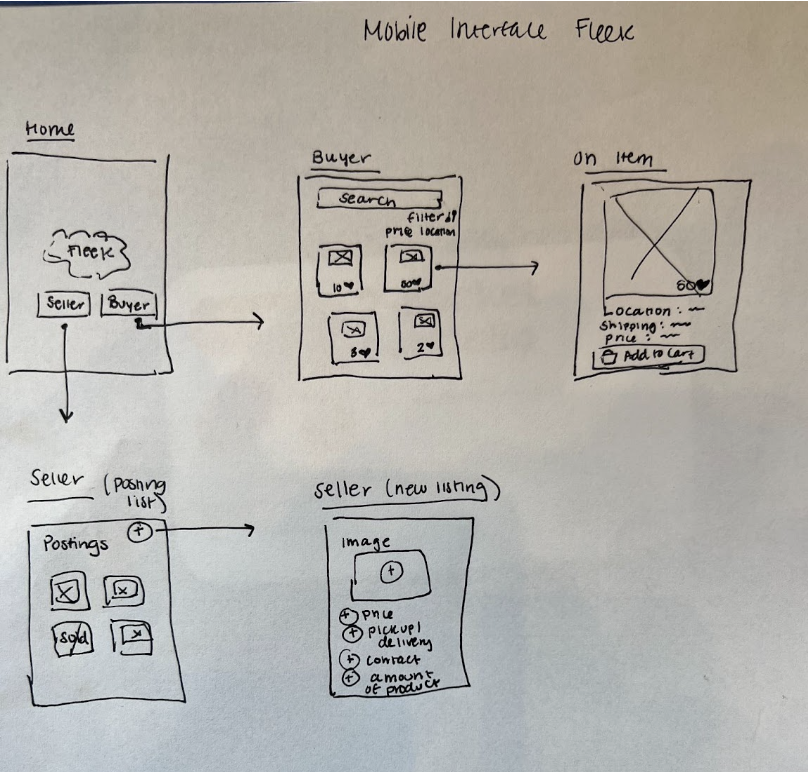 Mobile Interface Fleek
Home
Fleek
Seller
Buyer
Buyer
search
filter
price location
10
80
8
2
On Item
50
Location :
Shipping :
price :
Add to Cart
Seller (posting
list)
Postings
+
Sold
Seller (new listing)
image
+
+ price
+ pickup/
delivery
+ contact
+ amount
of product